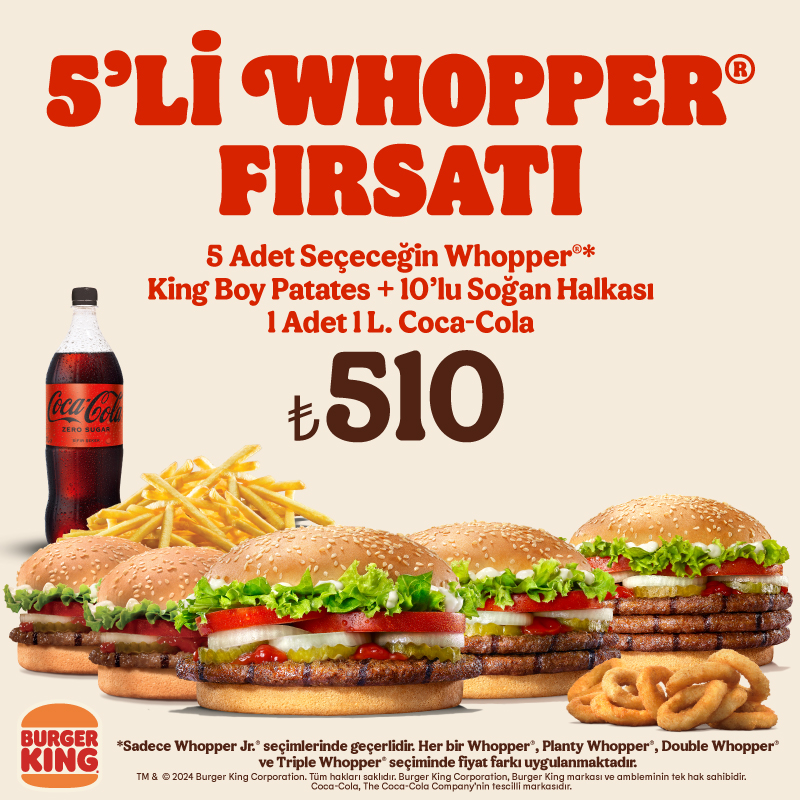 5'Lİ WHOPPER®
FIRSATI
5 Adet Seçeceğin Whopper®*
King Boy Patates + 10'lu Soğan Halkası
1 Adet 1 L. Coca-Cola
₺510
Coca-Cola
ZERO SUGAR
BURGER
KING
*Sadece Whopper Jr.® seçimlerinde geçerlidir. Her bir Whopper®, Planty Whopper®, Double Whopper®
ve Triple Whopper® seçiminde fiyat farkı uygulanmaktadır.
TM & © 2024 Burger King Corporation. Tüm hakları saklıdır. Burger King Corporation, Burger King markası ve ambleminin tek hak sahibidir.
Coca-Cola, The Coca-Cola Company'nin tescilli markasıdır.